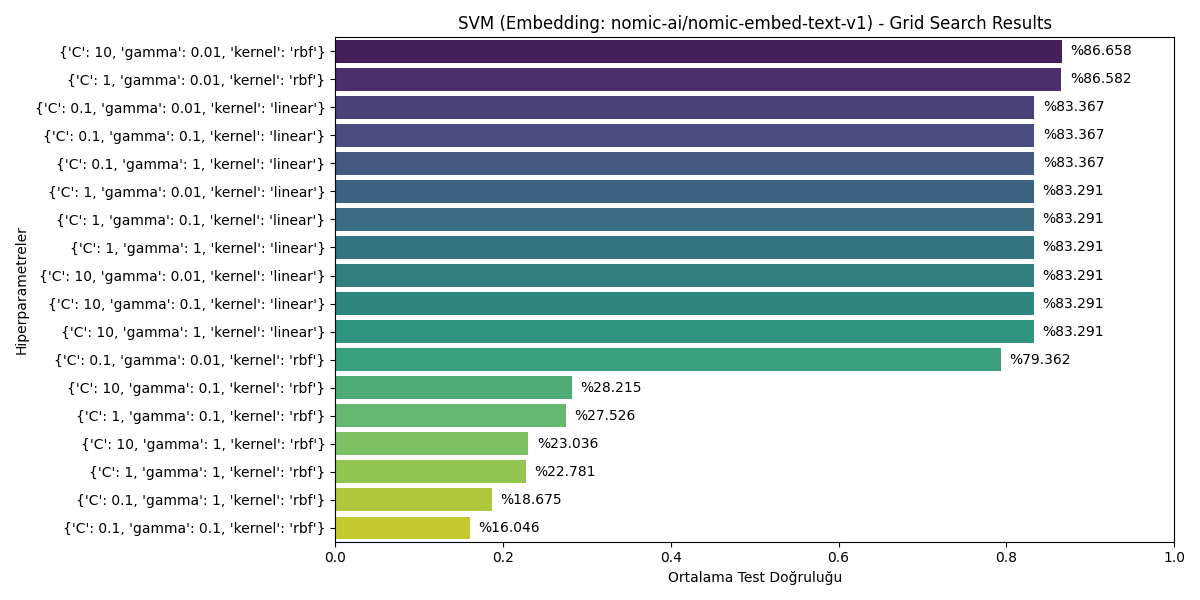 SVM (Embedding: nomic-ai/nomic-embed-text-v1) - Grid Search Results
Hiperparametreler
{'C': 10, 'gamma': 0.01, 'kernel': 'rbf'} %86.658
{'C': 1, 'gamma': 0.01, 'kernel': 'rbf'} %86.582
{'C': 0.1, 'gamma': 0.01, 'kernel': 'linear'} %83.367
{'C': 0.1, 'gamma': 0.1, 'kernel': 'linear'} %83.367
{'C': 0.1, 'gamma': 1, 'kernel': 'linear'} %83.367
{'C': 1, 'gamma': 0.01, 'kernel': 'linear'} %83.291
{'C': 1, 'gamma': 0.1, 'kernel': 'linear'} %83.291
{'C': 1, 'gamma': 1, 'kernel': 'linear'} %83.291
{'C': 10, 'gamma': 0.01, 'kernel': 'linear'} %83.291
{'C': 10, 'gamma': 0.1, 'kernel': 'linear'} %83.291
{'C': 10, 'gamma': 1, 'kernel': 'linear'} %83.291
{'C': 0.1, 'gamma': 0.01, 'kernel': 'rbf'} %79.362
{'C': 10, 'gamma': 0.1, 'kernel': 'rbf'} %28.215
{'C': 1, 'gamma': 0.1, 'kernel': 'rbf'} %27.526
{'C': 10, 'gamma': 1, 'kernel': 'rbf'} %23.036
{'C': 1, 'gamma': 1, 'kernel': 'rbf'} %22.781
{'C': 0.1, 'gamma': 1, 'kernel': 'rbf'} %18.675
{'C': 0.1, 'gamma': 0.1, 'kernel': 'rbf'} %16.046
0.0 0.2 0.4 0.6 0.8 1.0
Ortalama Test Doğruluğu